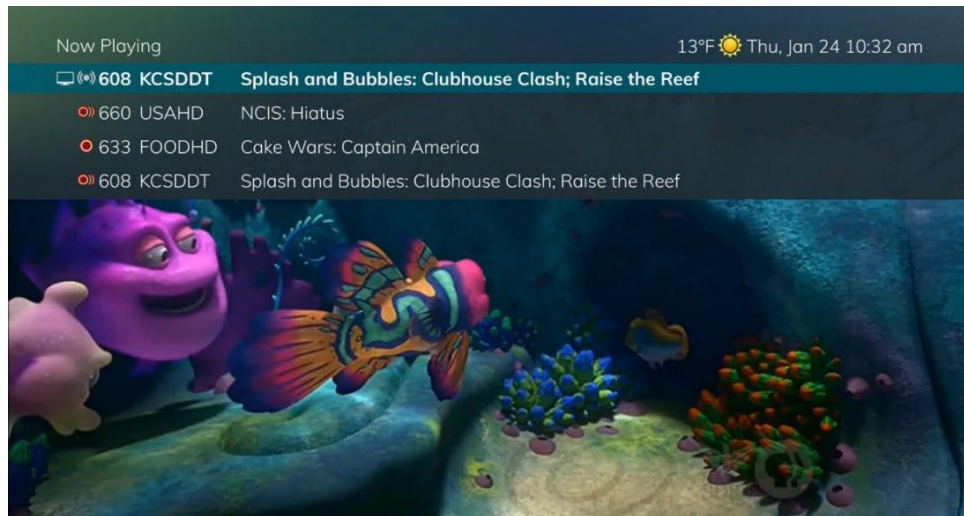 Now Playing 13°F Thu, Jan 24 10:32 am
608 KCSDDT Splash and Bubbles: Clubhouse Clash; Raise the Reef
660 USAHD NCIS: Hiatus
633 FOODHD Cake Wars: Captain America
608 KCSDDT Splash and Bubbles: Clubhouse Clash; Raise the Reef